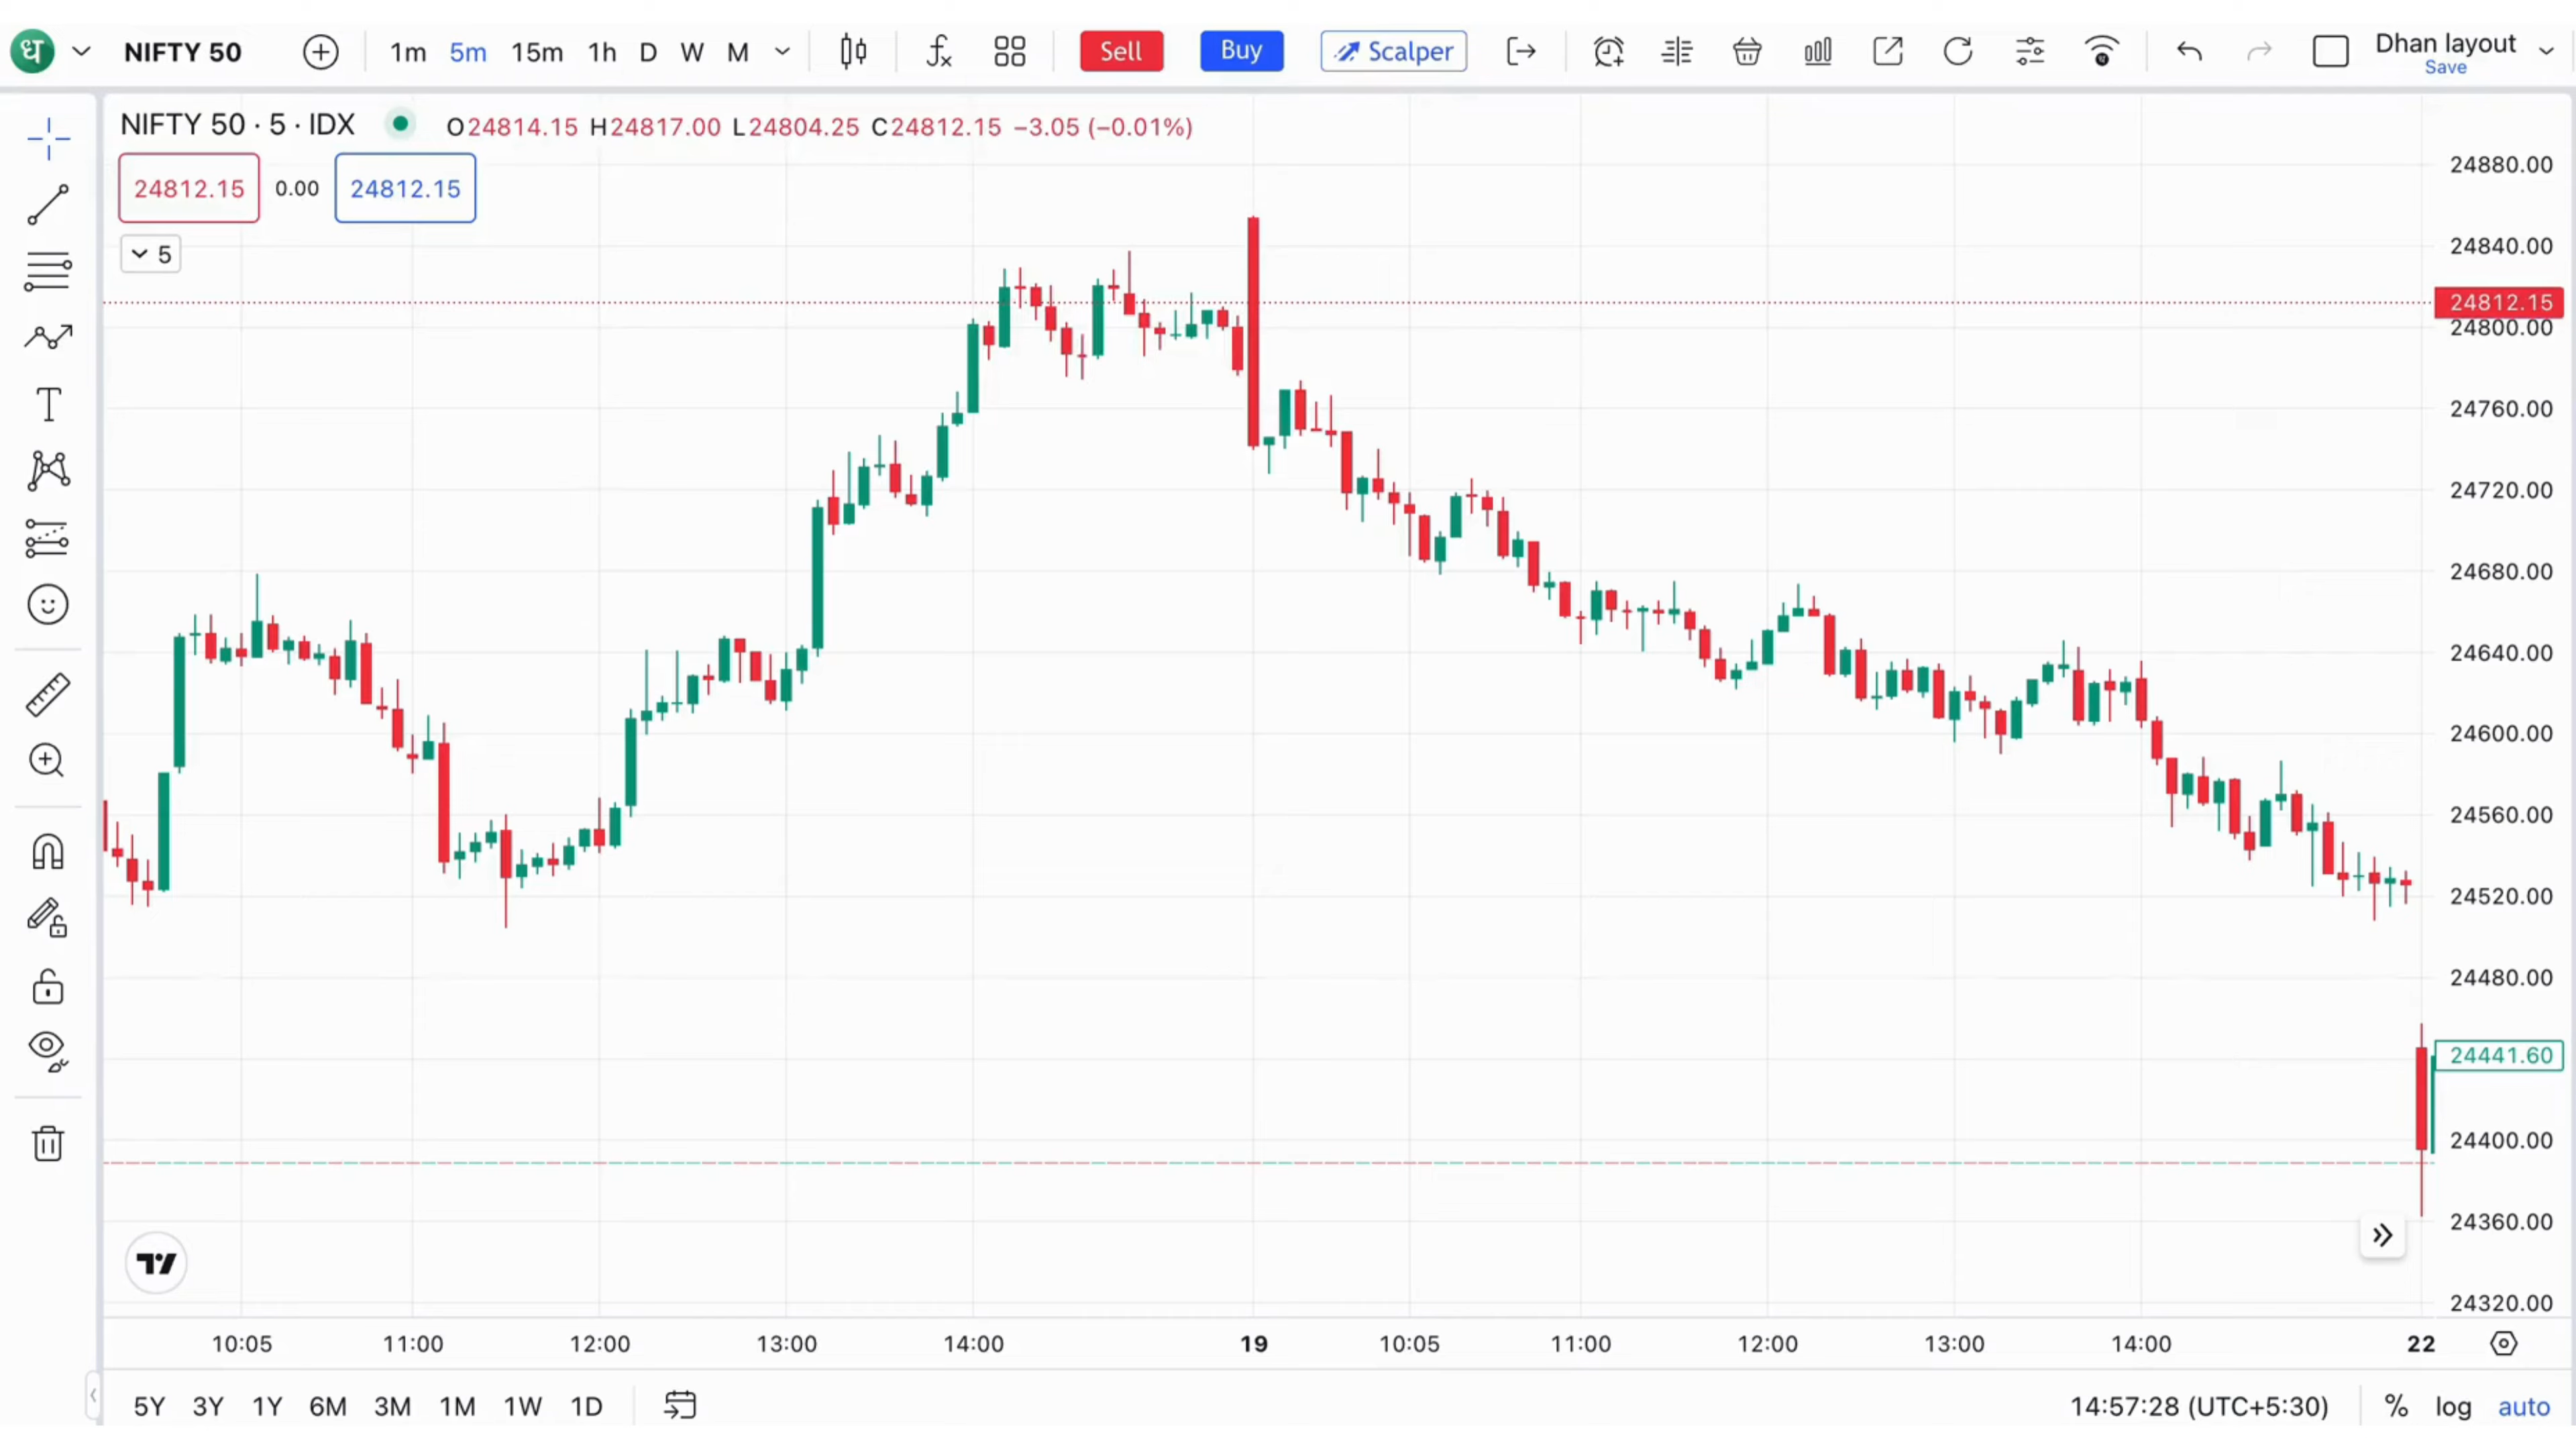 ध
NIFTY 50
1m 5m 15m 1h D W M
fx
Sell
Buy
Scalper
Dhan layout
Save
NIFTY 50 · 5 · IDX
O24814.15 H24817.00 L24804.25 C24812.15 −3.05 (−0.01%)
24812.15 0.00 24812.15
5
T
24880.00
24840.00
24812.15
24800.00
24760.00
24720.00
24680.00
24640.00
24600.00
24560.00
24520.00
24480.00
24441.60
24400.00
24360.00
24320.00
10:05 11:00 12:00 13:00 14:00 19 10:05 11:00 12:00 13:00 14:00 22
5Y 3Y 1Y 6M 3M 1M 1W 1D
14:57:28 (UTC+5:30) % log auto